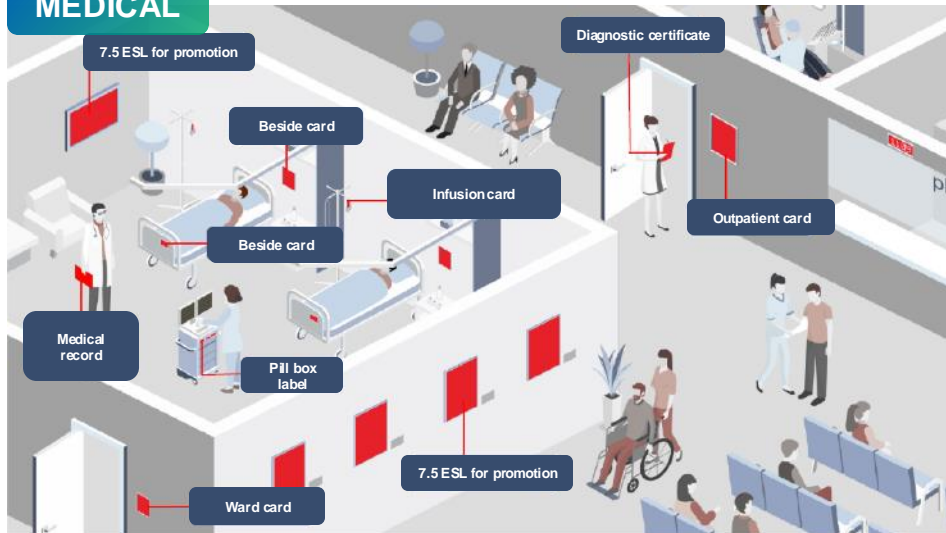 MEDICAL
7.5 ESL for promotion
Diagnostic certificate
Beside card
Infusion card
Outpatient card
Beside card
Medical
record
Pill box
label
7.5 ESL for promotion
Ward card